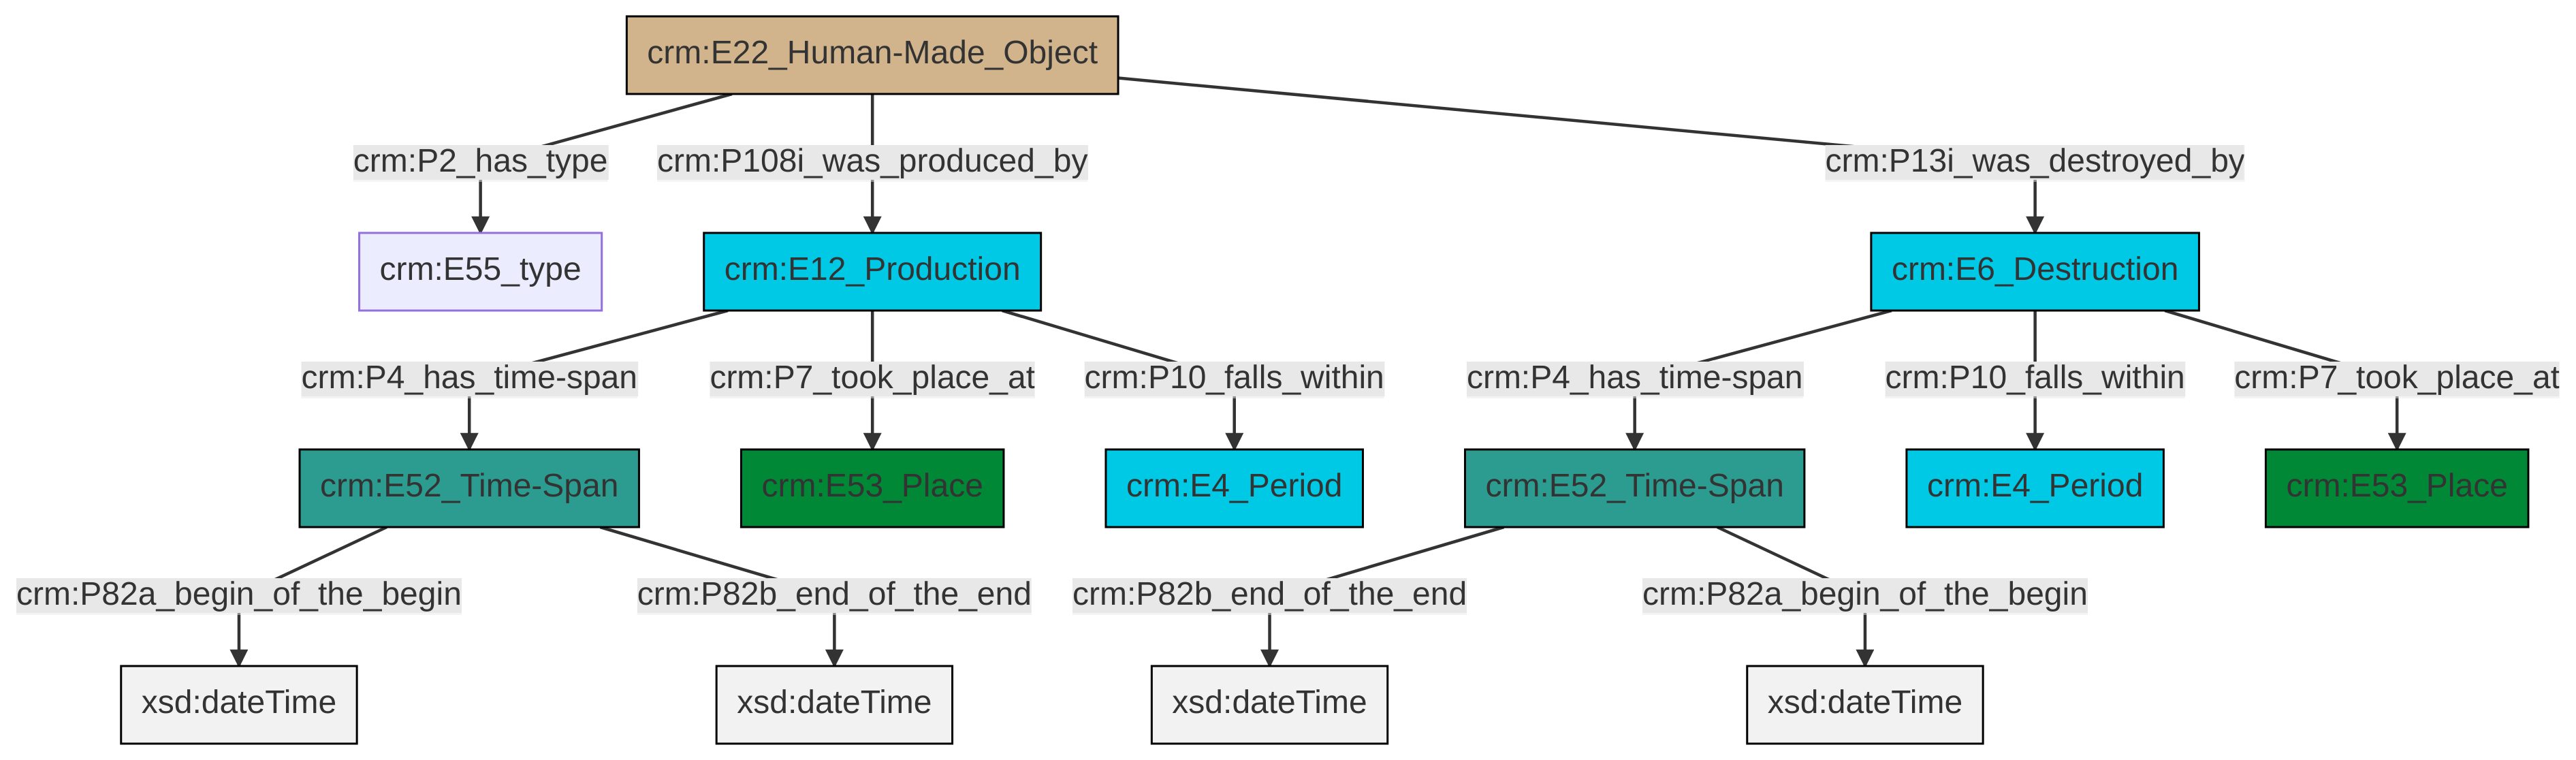 crm:E22_Human-Made_Object
crm:P2_has_type
crm:P108i_was_produced_by
crm:P13i_was_destroyed_by
crm:E55_type
crm:E12_Production
crm:E6_Destruction
crm:P4_has_time-span
crm:P7_took_place_at
crm:P10_falls_within
crm:P4_has_time-span
crm:P10_falls_within
crm:P7_took_place_at
crm:E52_Time-Span
crm:E53_Place
crm:E4_Period
crm:E52_Time-Span
crm:E4_Period
crm:E53_Place
crm:P82a_begin_of_the_begin
crm:P82b_end_of_the_end
crm:P82b_end_of_the_end
crm:P82a_begin_of_the_begin
xsd:dateTime
xsd:dateTime
xsd:dateTime
xsd:dateTime